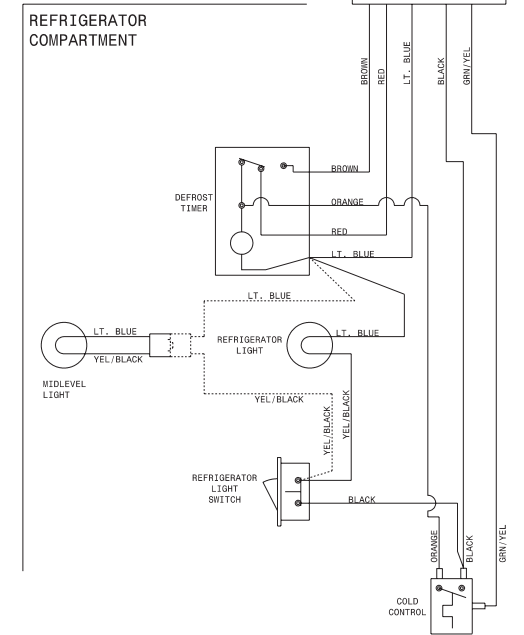 REFRIGERATOR
COMPARTMENT
BROWN
RED
LT. BLUE
BLACK
GRN/YEL
DEFROST
TIMER
BROWN
ORANGE
RED
LT. BLUE
LT. BLUE
LT. BLUE
YEL/BLACK
MIDLEVEL
LIGHT
REFRIGERATOR
LIGHT
LT. BLUE
YEL/BLACK
YEL/BLACK
YEL/BLACK
REFRIGERATOR
LIGHT
SWITCH
BLACK
ORANGE
BLACK
GRN/YEL
COLD
CONTROL